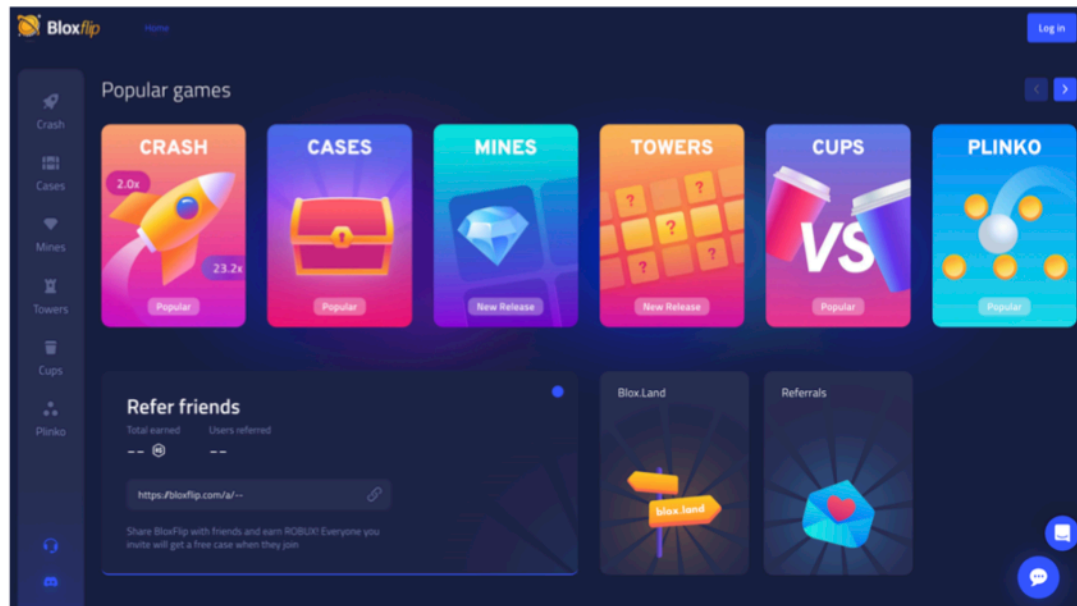 Bloxflip
Home
Log in
Popular games
Crash
Cases
Mines
Towers
Cups
Plinko
CRASH
2.0x
23.2x
Popular
CASES
Popular
MINES
New Release
TOWERS
? ? ? ? ?
New Release
CUPS
VS
Popular
PLINKO
Popular
Refer friends
Total earned Users referred
-- R$ --
https://bloxflip.com/a/--
Share BloxFlip with friends and earn ROBUX! Everyone you
invite will get a free case when they join
Blox.Land
blox.land
Referrals